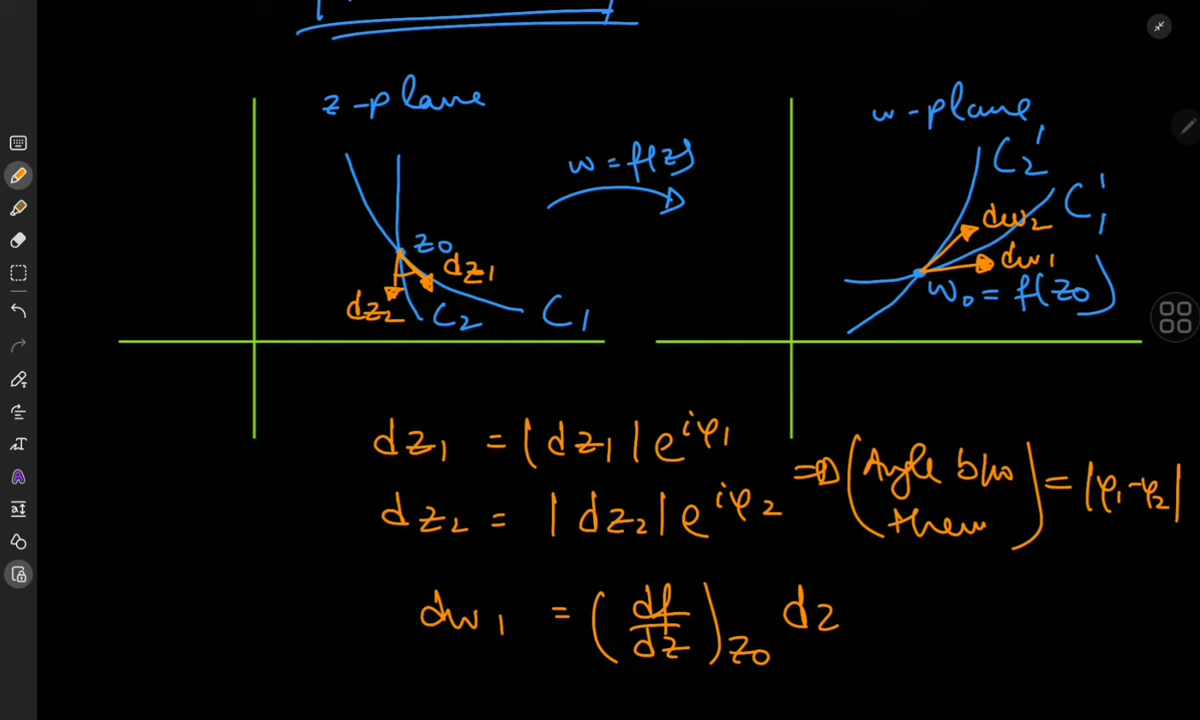 z-plane
w-plane
w = f(z)
C2'
C1'
z0
dz1
dz2
C2
C1
dw2
dw1
w0 = f(z0)
dz1 = |dz1| e^{iφ1}
dz2 = |dz2| e^{iφ2}
⇒ (Angle b/w them) = |φ1-φ2|
dw1 = (df/dz)_{z0} dz